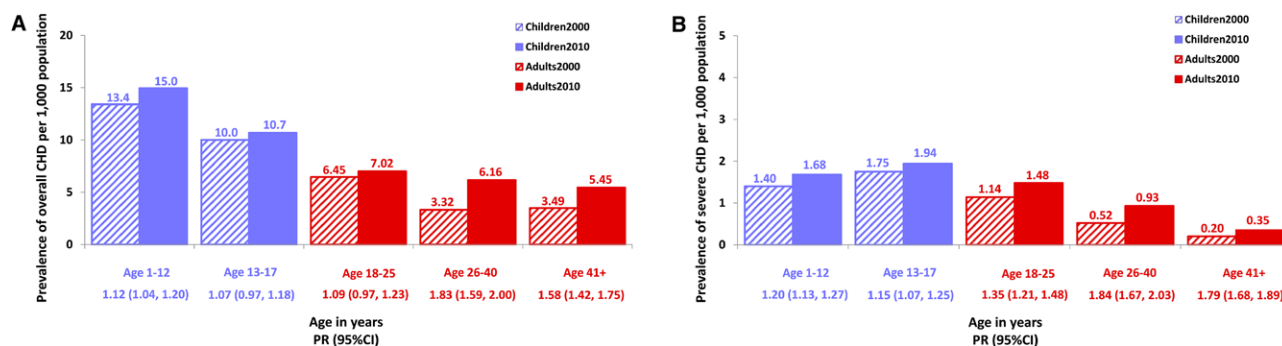 A
Prevalence of overall CHD per 1,000 population
20
15
10
5
0
Children2000
Children2010
Adults2000
Adults2010
13.4
15.0
10.0
10.7
6.45
7.02
3.32
6.16
3.49
5.45
Age 1-12
Age 13-17
Age 18-25
Age 26-40
Age 41+
1.12 (1.04, 1.20)
1.07 (0.97, 1.18)
1.09 (0.97, 1.23)
1.83 (1.59, 2.00)
1.58 (1.42, 1.75)
Age in years
PR (95%CI)
B
Prevalence of severe CHD per 1,000 population
5
4
3
2
1
0
Children2000
Children2010
Adults2000
Adults2010
1.40
1.68
1.75
1.94
1.14
1.48
0.52
0.93
0.20
0.35
Age 1-12
Age 13-17
Age 18-25
Age 26-40
Age 41+
1.20 (1.13, 1.27)
1.15 (1.07, 1.25)
1.35 (1.21, 1.48)
1.84 (1.67, 2.03)
1.79 (1.68, 1.89)
Age in years
PR (95%CI)